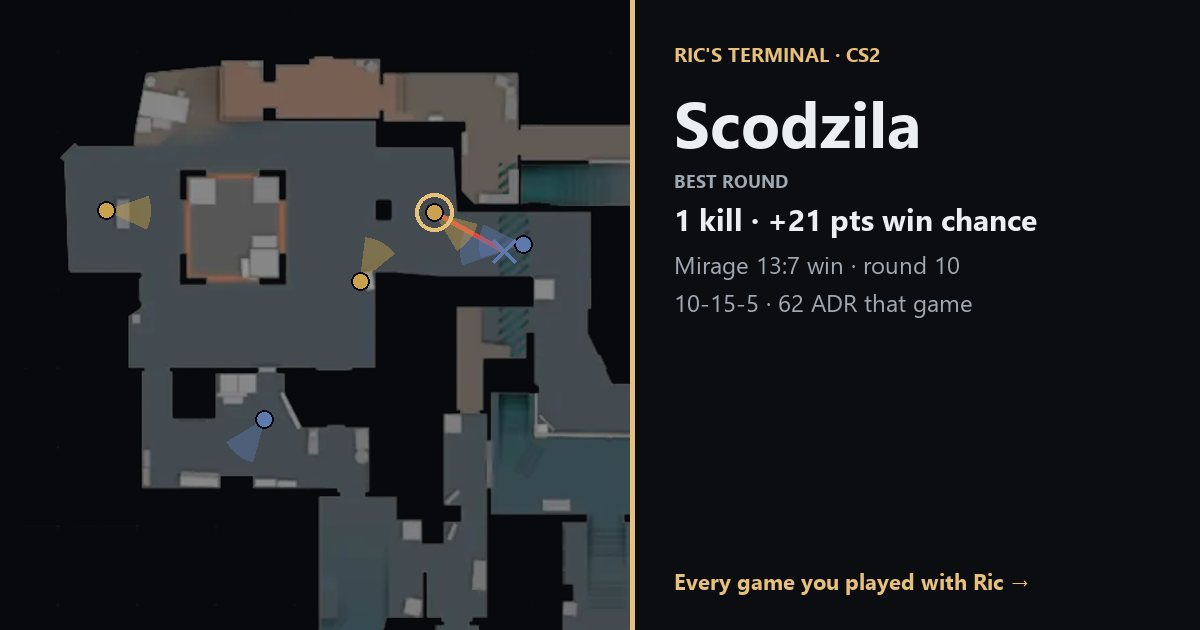 RIC'S TERMINAL · CS2
Scodzila
BEST ROUND
1 kill · +21 pts win chance
Mirage 13:7 win · round 10
10-15-5 · 62 ADR that game
Every game you played with Ric →